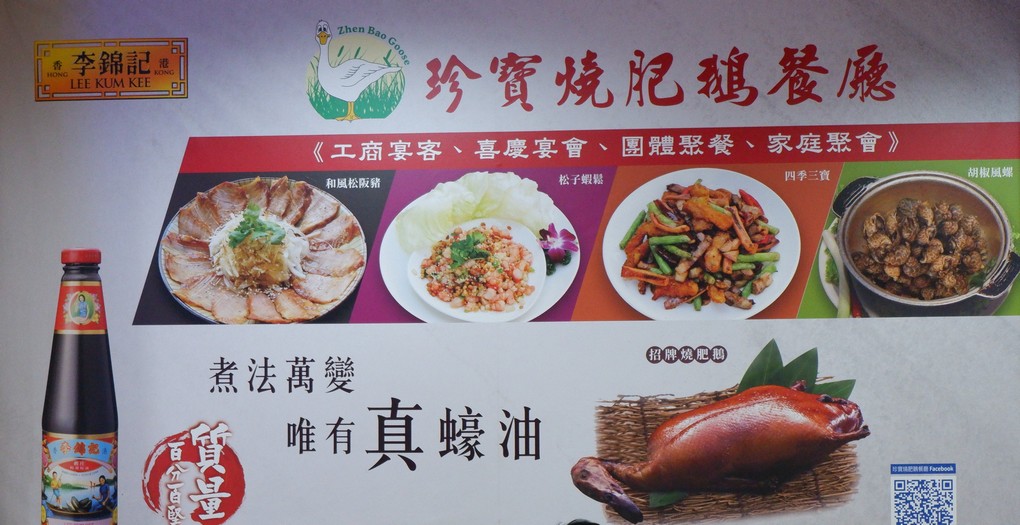 香 李錦記 港
HONG KONG
LEE KUM KEE
Zhen Bao Goose
珍寶燒肥鵝餐廳
《工商宴客、喜慶宴會、團體聚餐、家庭聚會》
和風松阪豬
松子蝦鬆
四季三寶
胡椒風螺
煮法萬變
唯有真蠔油
招牌燒肥鵝
質量
百分百堅
李錦記
珍寶燒肥鵝餐廳 Facebook